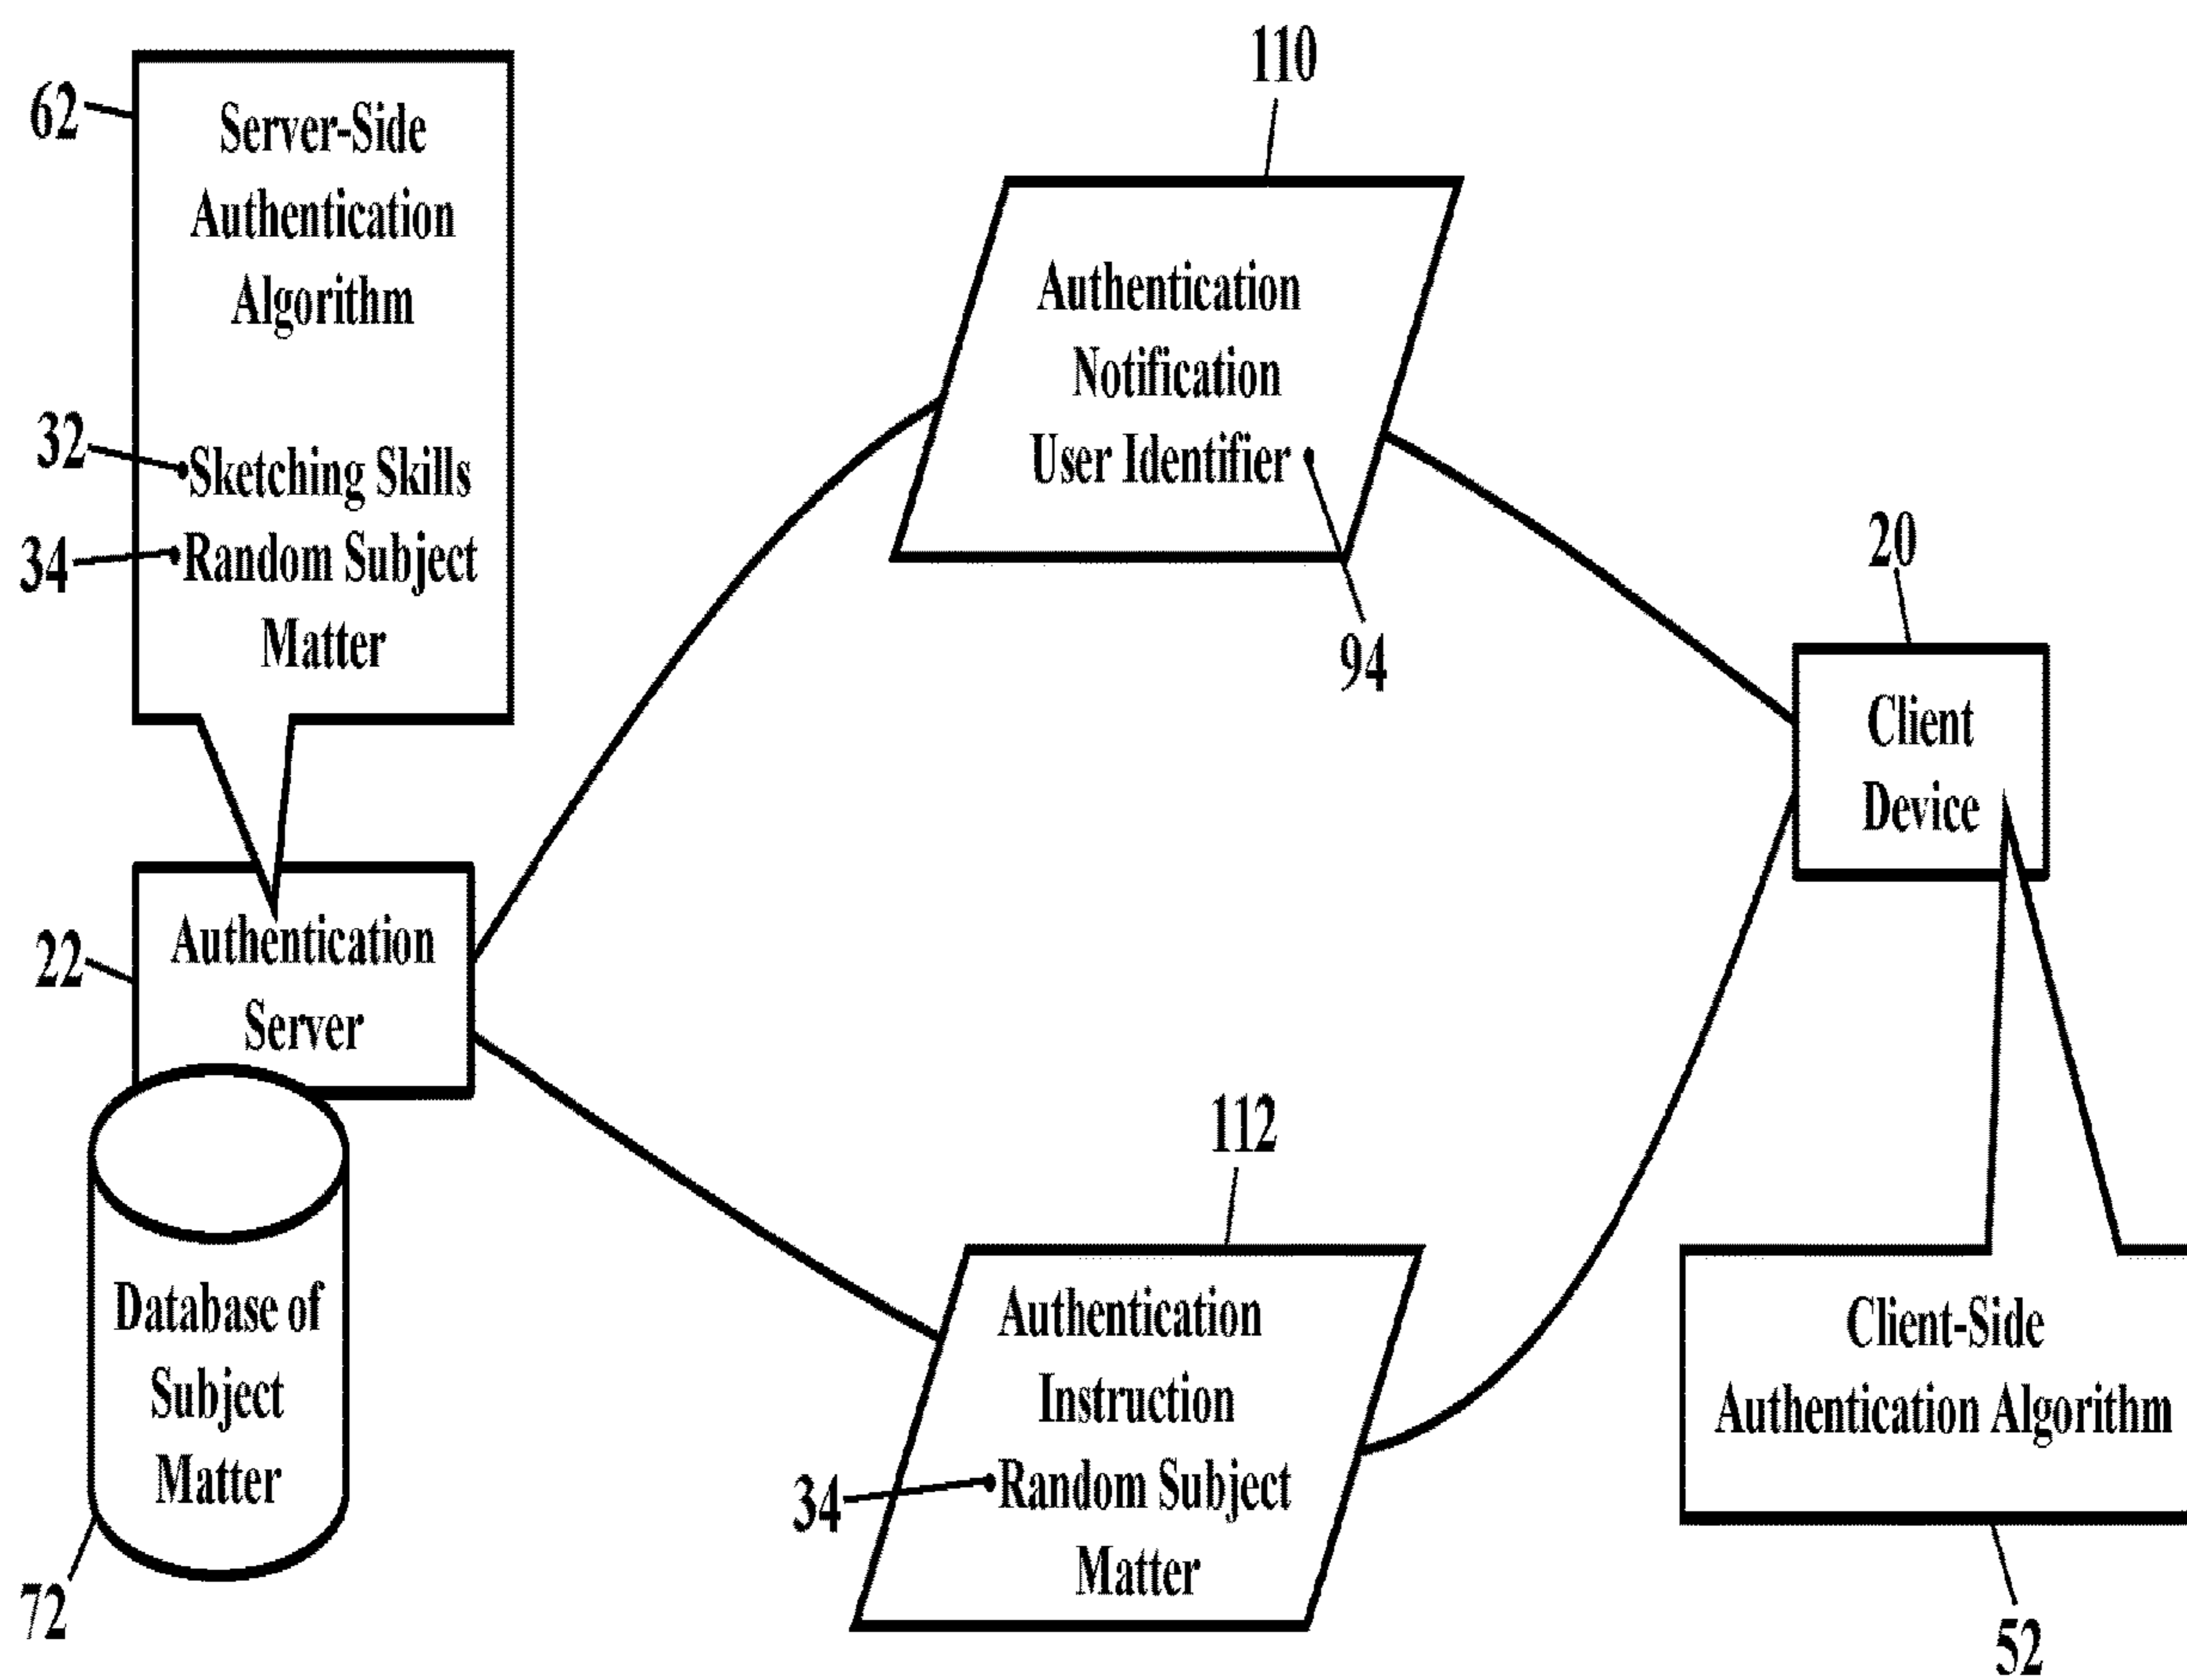 62
Server-Side
Authentication
Algorithm
32
Sketching Skills
34
Random Subject
Matter
110
Authentication
Notification
User Identifier
94
20
Client
Device
22
Authentication
Server
Database of
Subject
Matter
72
112
Authentication
Instruction
34
Random Subject
Matter
Client-Side
Authentication Algorithm
52